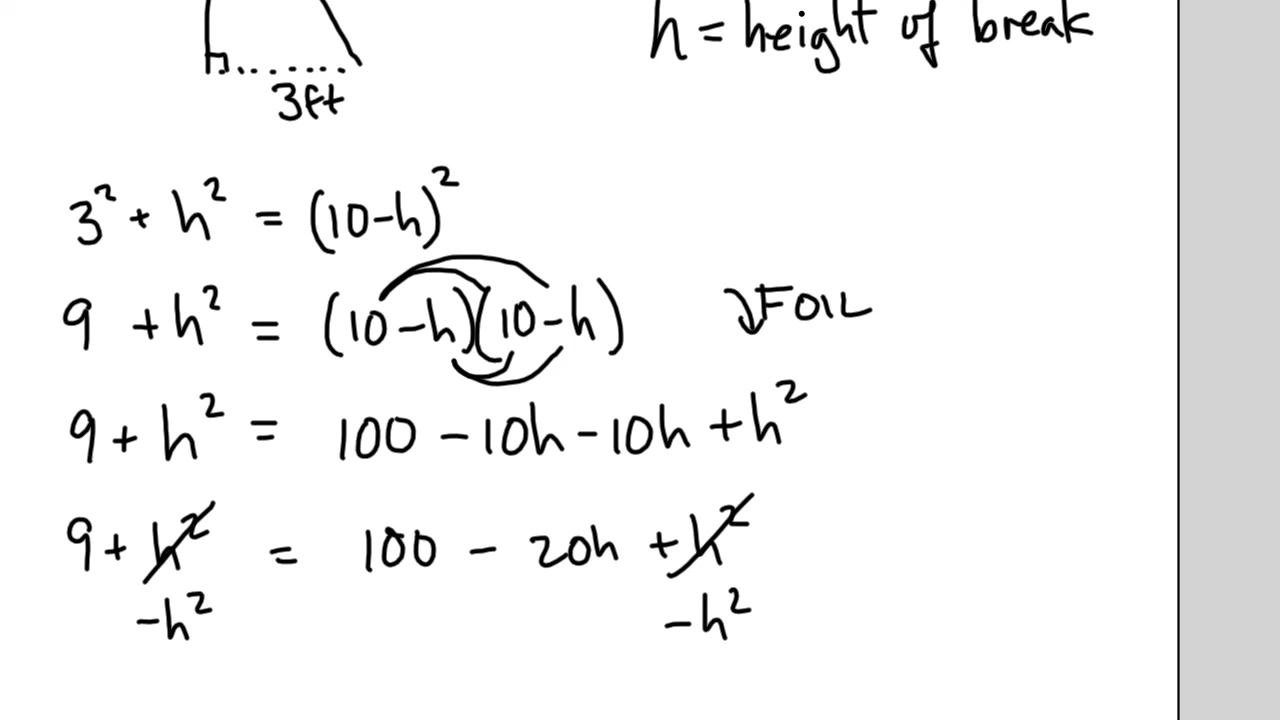 h = height of break
3ft
3² + h² = (10-h)²
9 + h² = (10-h)(10-h) FOIL
9 + h² = 100 - 10h - 10h + h²
9 + h² = 100 - 20h + h²
-h² -h²